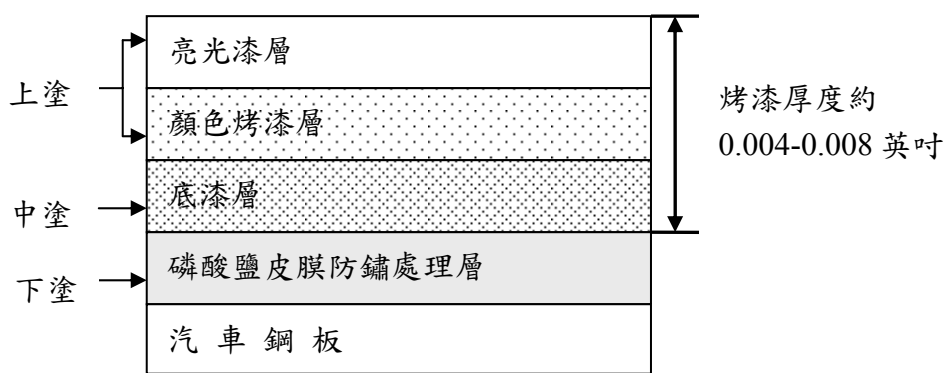 亮光漆層
上塗
顏色烤漆層
烤漆厚度約
0.004-0.008 英吋
中塗
底漆層
磷酸鹽皮膜防鏽處理層
下塗
汽車鋼板